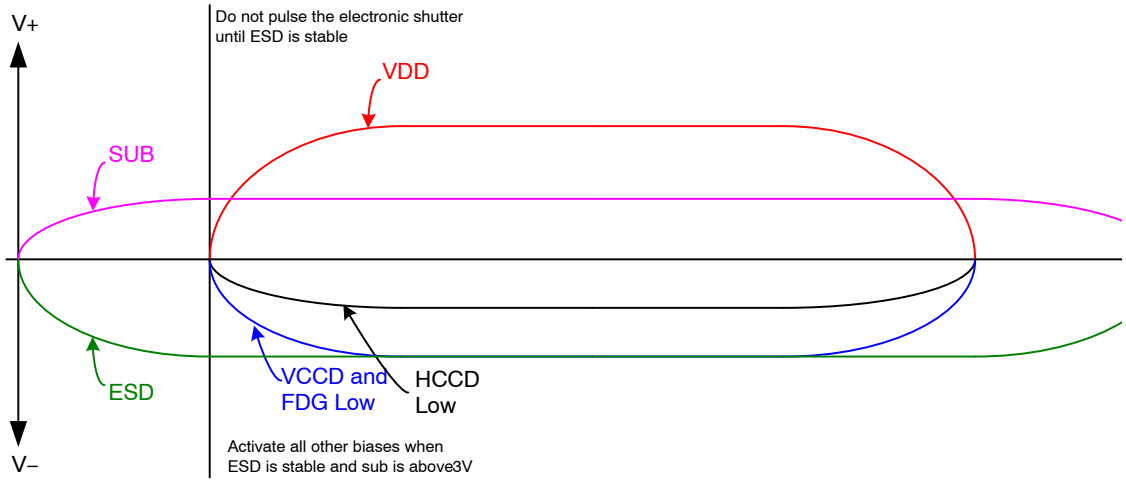 V+
Do not pulse the electronic shutter
until ESD is stable
VDD
SUB
ESD
VCCD and
FDG Low
HCCD
Low
Activate all other biases when
ESD is stable and sub is above3V
V−